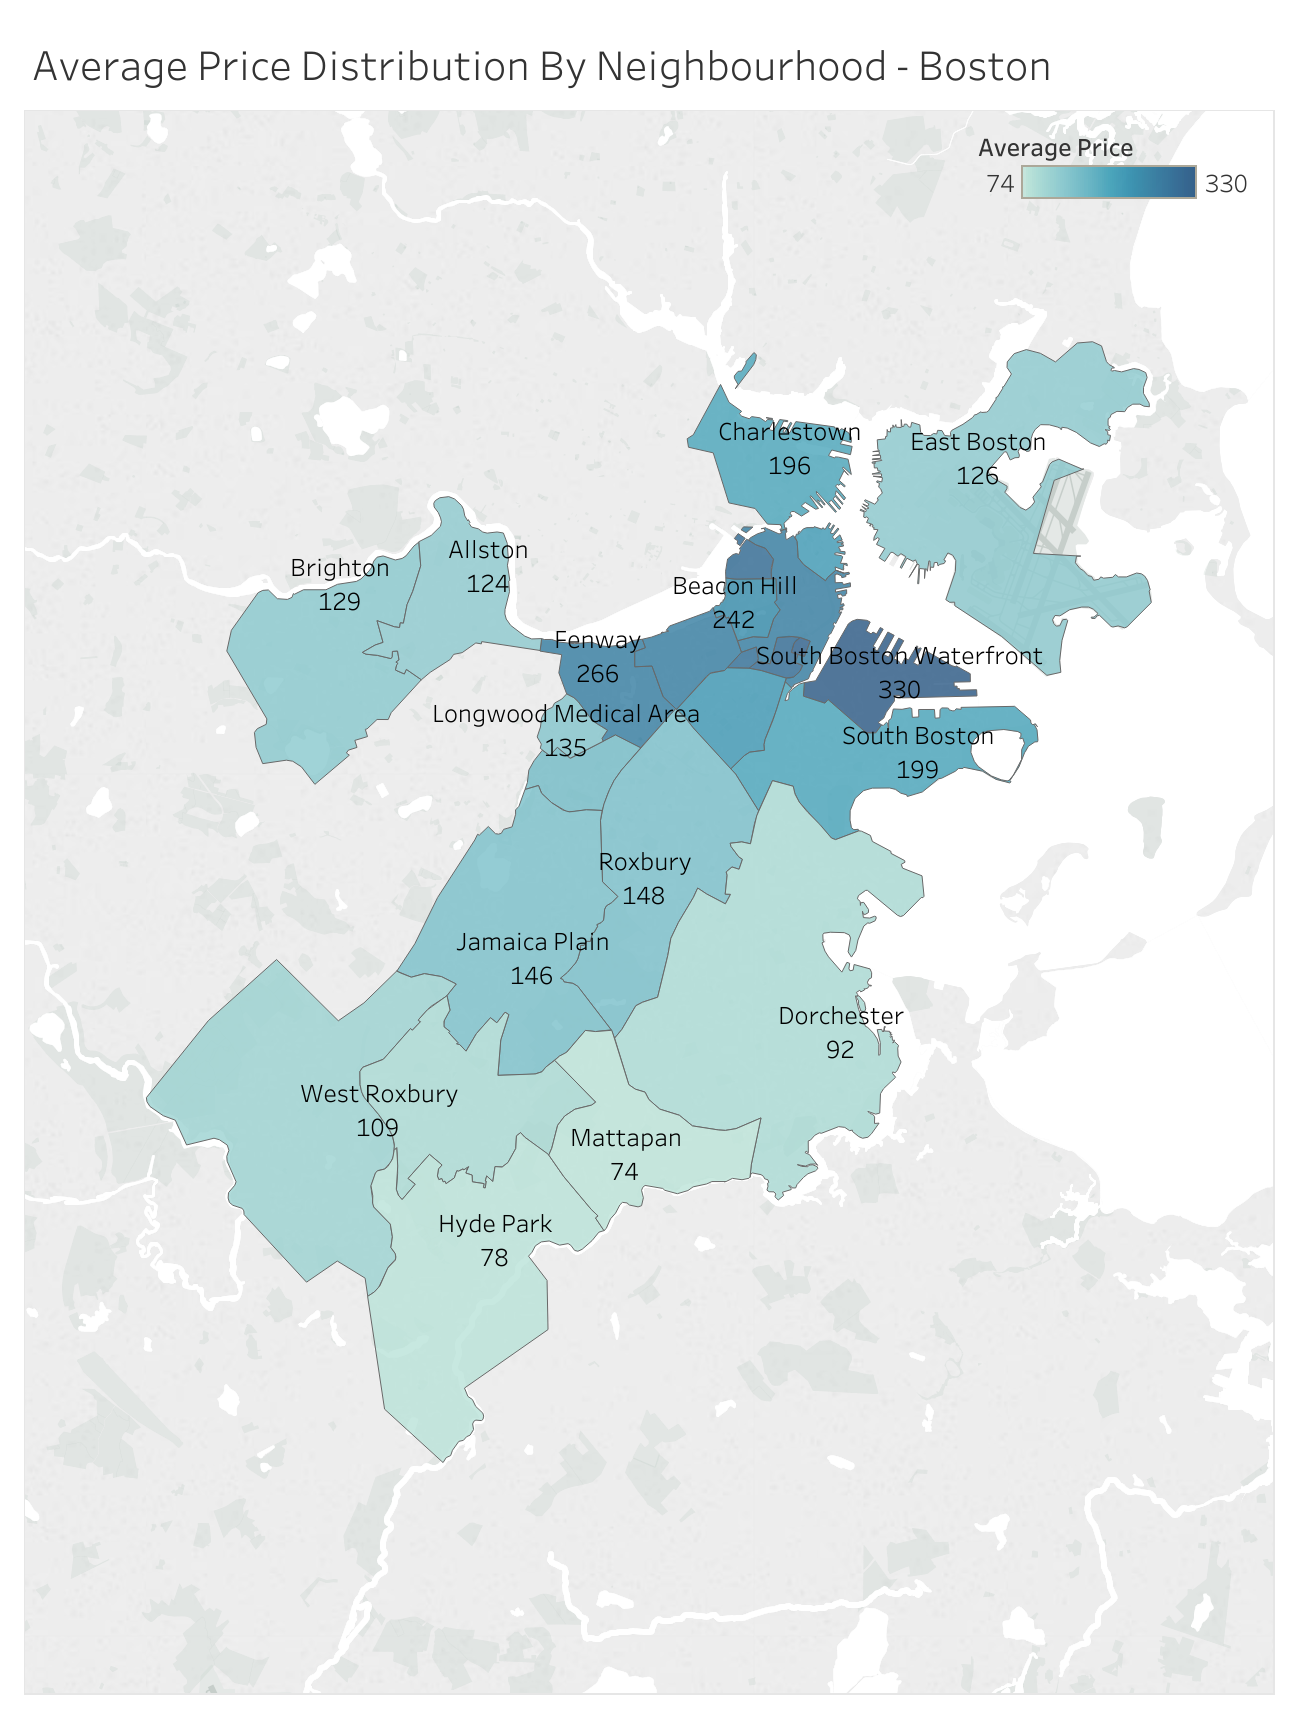 Average Price Distribution By Neighbourhood - Boston
Average Price
74 330
Charlestown
196
East Boston
126
Allston
124
Brighton
129
Beacon Hill
242
Fenway
266
South Boston Waterfront
330
Longwood Medical Area
135
South Boston
199
Roxbury
148
Jamaica Plain
146
Dorchester
92
West Roxbury
109
Mattapan
74
Hyde Park
78